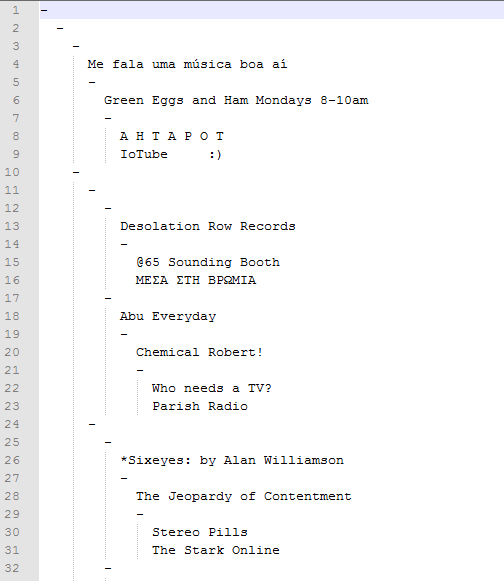 1 -
2 -
3 -
4 Me fala uma música boa aí
5 -
6 Green Eggs and Ham Mondays 8-10am
7 -
8 Α Η Τ Α Ρ Ο Τ
9 IoTube :)
10 -
11 -
12 -
13 Desolation Row Records
14 -
15 @65 Sounding Booth
16 ΜΕΣΑ ΣΤΗ ΒΡΩΜΙΑ
17 -
18 Abu Everyday
19 -
20 Chemical Robert!
21 -
22 Who needs a TV?
23 Parish Radio
24 -
25 -
26 *Sixeyes: by Alan Williamson
27 -
28 The Jeopardy of Contentment
29 -
30 Stereo Pills
31 The Stark Online
32 -